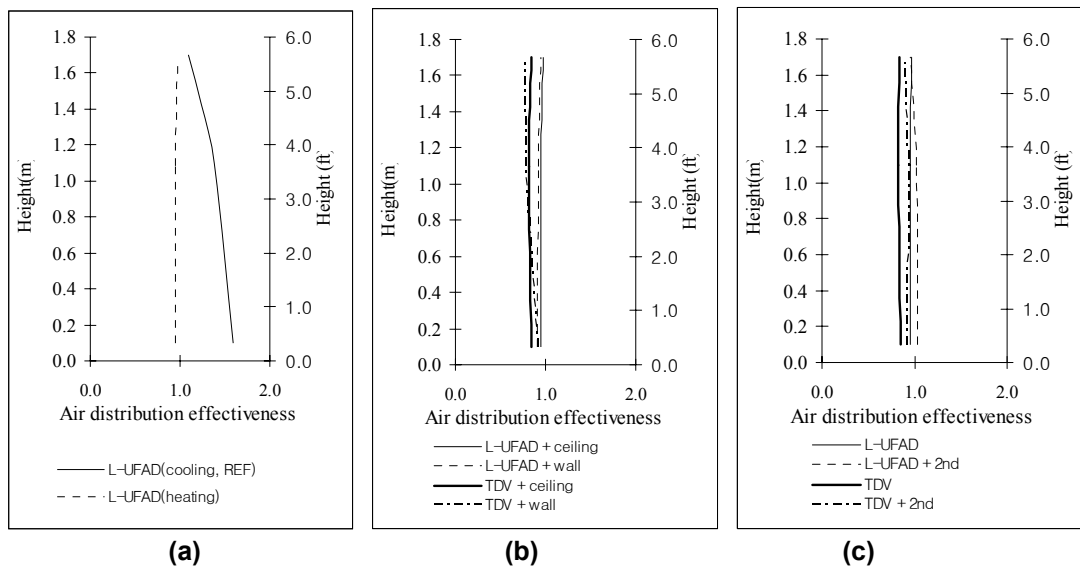 1.8
1.6
1.4
1.2
1.0
0.8
0.6
0.4
0.2
0.0
Height(m)
6.0
5.0
4.0
3.0
2.0
1.0
0.0
Height (ft)
0.0 1.0 2.0
Air distribution effectiveness
L-UFAD(cooling, REF)
L-UFAD(heating)
(a)
1.8
1.6
1.4
1.2
1.0
0.8
0.6
0.4
0.2
0.0
Height(m)
6.0
5.0
4.0
3.0
2.0
1.0
0.0
Height (ft)
0.0 1.0 2.0
Air distribution effectiveness
L-UFAD + ceiling
L-UFAD + wall
TDV + ceiling
TDV + wall
(b)
1.8
1.6
1.4
1.2
1.0
0.8
0.6
0.4
0.2
0.0
Height(m)
6.0
5.0
4.0
3.0
2.0
1.0
0.0
Height (ft)
0.0 1.0 2.0
Air distribution effectiveness
L-UFAD
L-UFAD + 2nd
TDV
TDV + 2nd
(c)